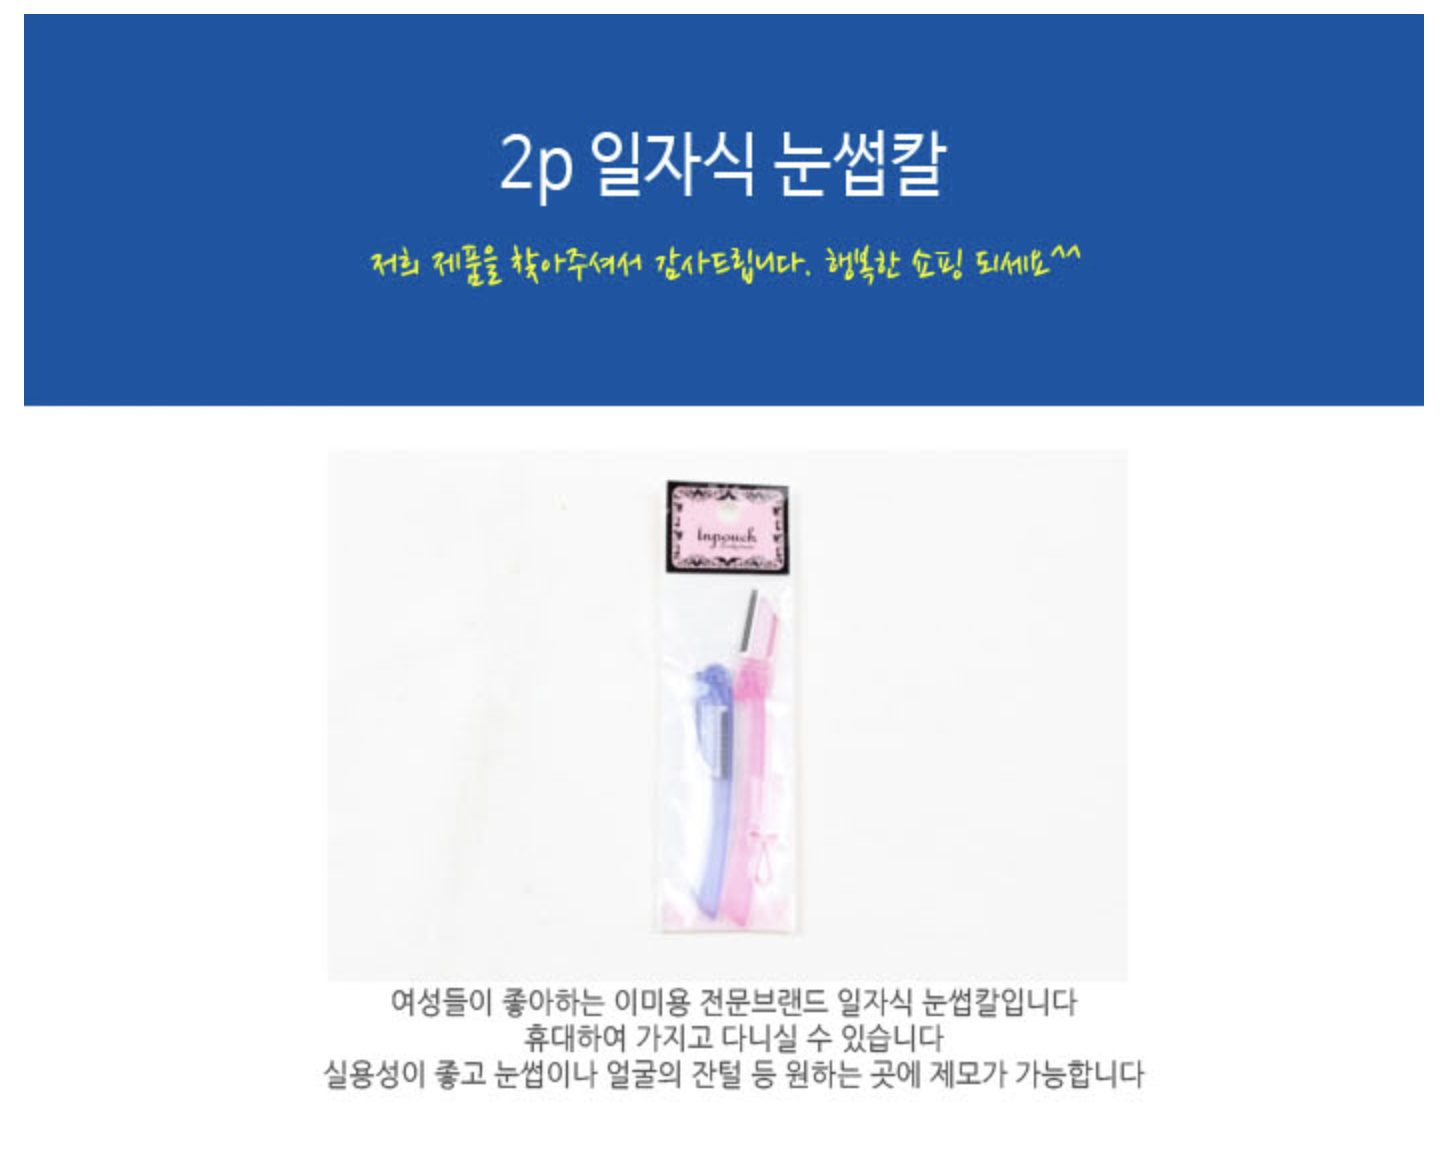 2p 일자식 눈썹칼
저희 제품을 찾아주셔서 감사드립니다. 행복한 쇼핑 되세요^^
Inpouch
여성들이 좋아하는 이미용 전문브랜드 일자식 눈썹칼입니다
휴대하여 가지고 다니실 수 있습니다
실용성이 좋고 눈썹이나 얼굴의 잔털 등 원하는 곳에 제모가 가능합니다